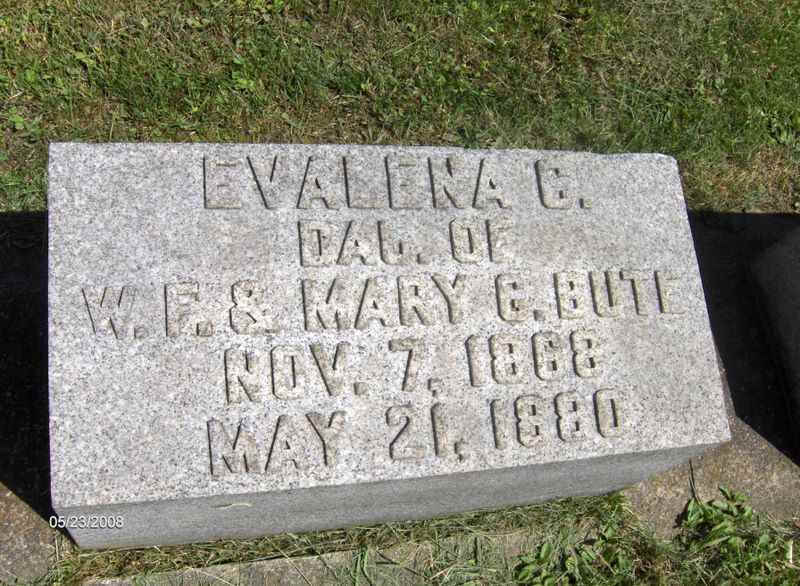 EVALENA C.
DAU. OF
W. F. & MARY C. BUTE
NOV. 7, 1868
MAY 21, 1880
05/23/2008